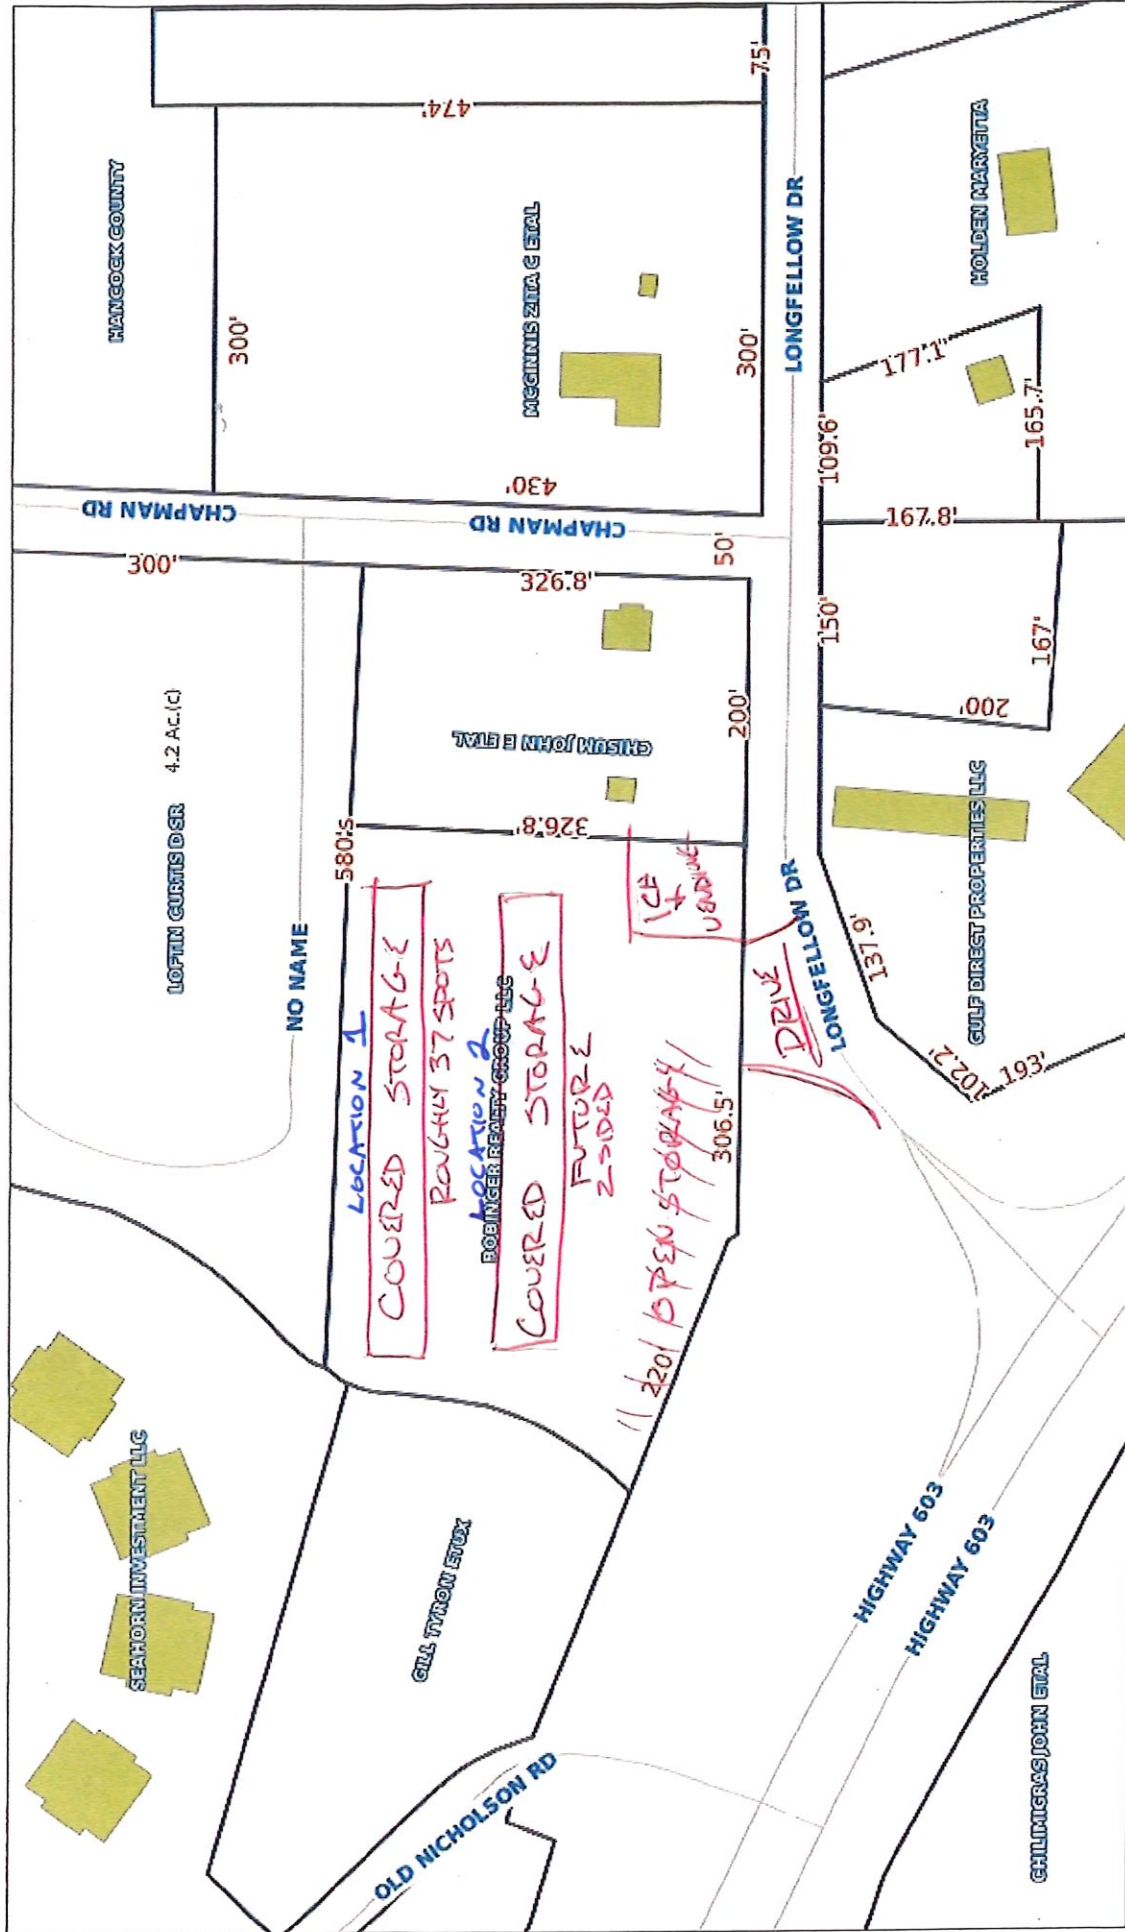 HANCOCK COUNTY
474'
75'
300'
MCGINNIS ZITA C ETAL
430'
300'
CHAPMAN RD
CHAPMAN RD
50'
LONGFELLOW DR
HOLDEN MARYETTA
177.1'
165.7'
109.6'
167.8'
150'
167'
200'
GULF DIRECT PROPERTIES LLC
137.9'
102.2'
193'
LOFTIN CURTIS D SR
4.2 Ac.(c)
300'
NO NAME
580's
326.8'
CHISUM JOHN E ETAL
200'
326.8'
LOCATION 1
COVERED STORAGE
ROUGHLY 37 SPOTS
LOCATION 2
BOBINGER REALTY GROUP LLC
COVERED STORAGE
FUTURE
2 SIDED
ICE
+
VENDING
OPEN STORAGE
220'
306.5'
DRIVE
LONGFELLOW DR
SEAHORN INVESTMENT LLC
GILL TYRON ETUX
OLD NICHOLSON RD
HIGHWAY 603
HIGHWAY 603
CHILIMIGRAS JOHN ETAL